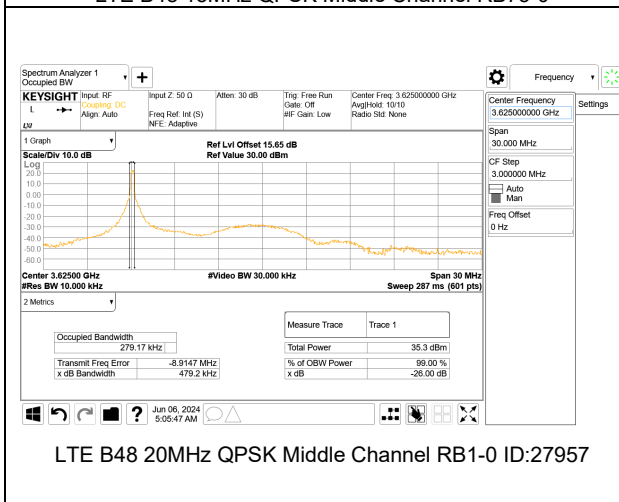 LTE B48 15MHz QPSK Middle Channel RB75-0
Spectrum Analyzer 1
Occupied BW
Frequency
KEYSIGHT Input: RF Input Z: 50 Ω Atten: 30 dB Trig: Free Run Center Freq: 3.625000000 GHz
L Coupling: DC Gate: Off Avg|Hold: 10/10
Align: Auto Freq Ref: Int (S) #IF Gain: Low Radio Std: None
LXI NFE: Adaptive
Center Frequency
3.625000000 GHz
Settings
Span
30.000 MHz
CF Step
3.000000 MHz
Auto
Man
Freq Offset
0 Hz
1 Graph
Ref Lvl Offset 15.65 dB
Scale/Div 10.0 dB Ref Value 30.00 dBm
Log
20.0
10.0
0.00
-10.0
-20.0
-30.0
-40.0
-50.0
-60.0
Center 3.62500 GHz #Video BW 30.000 kHz Span 30 MHz
#Res BW 10.000 kHz Sweep 287 ms (601 pts)
2 Metrics
Measure Trace Trace 1
Occupied Bandwidth
279.17 kHz Total Power 35.3 dBm
Transmit Freq Error -8.9147 MHz % of OBW Power 99.00 %
x dB Bandwidth 479.2 kHz x dB -26.00 dB
? Jun 06, 2024
5:05:47 AM
LTE B48 20MHz QPSK Middle Channel RB1-0 ID:27957